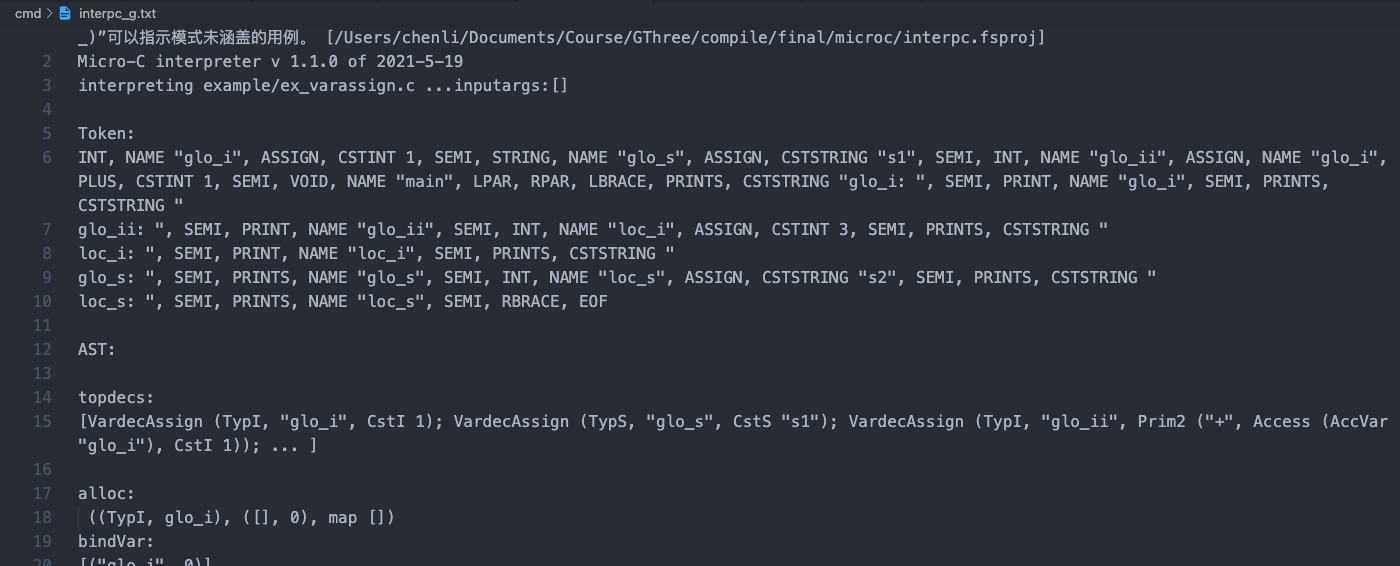 cmd > interpc_g.txt
_)”可以指示模式未涵盖的用例。 [/Users/chenli/Documents/Course/GThree/compile/final/microc/interpc.fsproj]
2 Micro-C interpreter v 1.1.0 of 2021-5-19
3 interpreting example/ex_varassign.c ...inputargs:[]
4
5 Token:
6 INT, NAME "glo_i", ASSIGN, CSTINT 1, SEMI, STRING, NAME "glo_s", ASSIGN, CSTSTRING "s1", SEMI, INT, NAME "glo_ii", ASSIGN, NAME "glo_i",
PLUS, CSTINT 1, SEMI, VOID, NAME "main", LPAR, RPAR, LBRACE, PRINTS, CSTSTRING "glo_i: ", SEMI, PRINT, NAME "glo_i", SEMI, PRINTS,
CSTSTRING "
7 glo_ii: ", SEMI, PRINT, NAME "glo_ii", SEMI, INT, NAME "loc_i", ASSIGN, CSTINT 3, SEMI, PRINTS, CSTSTRING "
8 loc_i: ", SEMI, PRINT, NAME "loc_i", SEMI, PRINTS, CSTSTRING "
9 glo_s: ", SEMI, PRINTS, NAME "glo_s", SEMI, INT, NAME "loc_s", ASSIGN, CSTSTRING "s2", SEMI, PRINTS, CSTSTRING "
10 loc_s: ", SEMI, PRINTS, NAME "loc_s", SEMI, RBRACE, EOF
11
12 AST:
13
14 topdecs:
15 [VardecAssign (TypI, "glo_i", CstI 1); VardecAssign (TypS, "glo_s", CstS "s1"); VardecAssign (TypI, "glo_ii", Prim2 ("+", Access (AccVar
"glo_i"), CstI 1)); ... ]
16
17 alloc:
18 ((TypI, glo_i), ([], 0), map [])
19 bindVar:
20 [("glo_i", 0)]